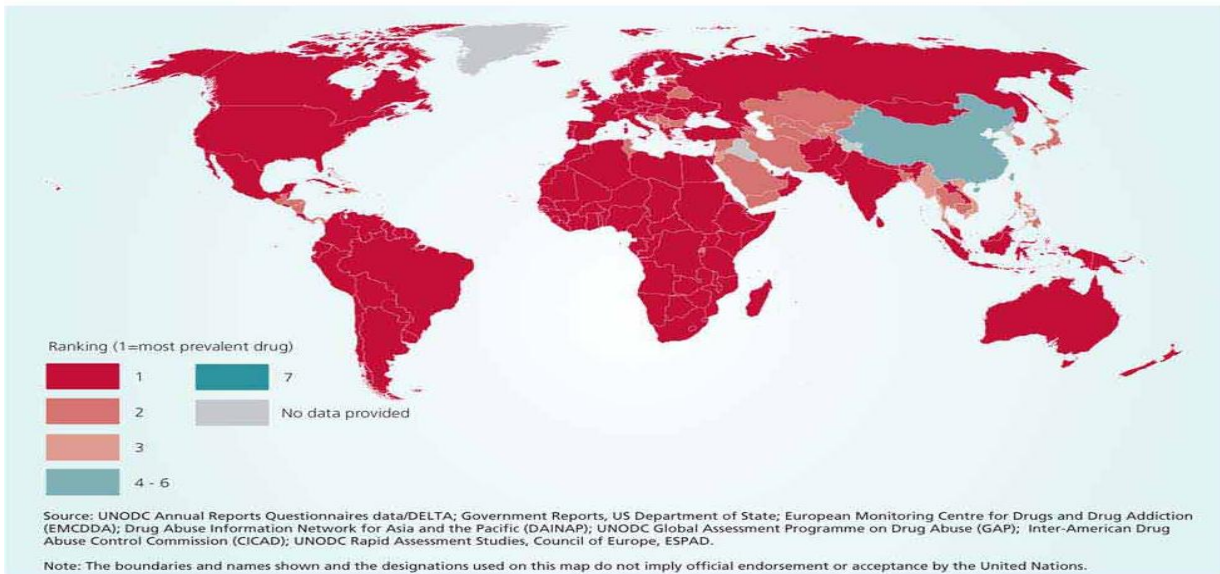 Ranking (1=most prevalent drug)
1
7
2
No data provided
3
4 - 6
Source: UNODC Annual Reports Questionnaires data/DELTA; Government Reports, US Department of State; European Monitoring Centre for Drugs and Drug Addiction
(EMCDDA); Drug Abuse Information Network for Asia and the Pacific (DAINAP); UNODC Global Assessment Programme on Drug Abuse (GAP); Inter-American Drug
Abuse Control Commission (CICAD); UNODC Rapid Assessment Studies, Council of Europe, ESPAD.
Note: The boundaries and names shown and the designations used on this map do not imply official endorsement or acceptance by the United Nations.